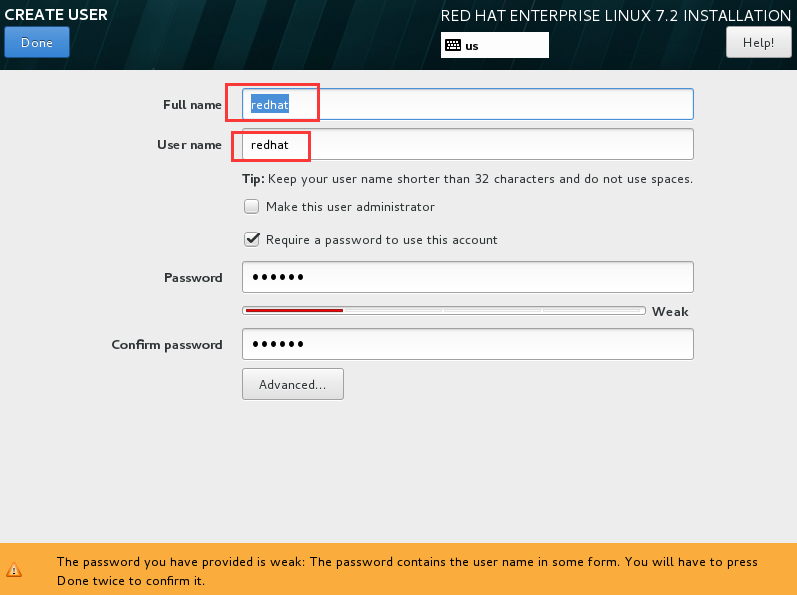 CREATE USER
RED HAT ENTERPRISE LINUX 7.2 INSTALLATION
Done
us
Help!
Full name
redhat
User name
redhat
Tip: Keep your user name shorter than 32 characters and do not use spaces.
Make this user administrator
Require a password to use this account
Password
●●●●●●
Weak
Confirm password
●●●●●●
Advanced...
The password you have provided is weak: The password contains the user name in some form. You will have to press
Done twice to confirm it.